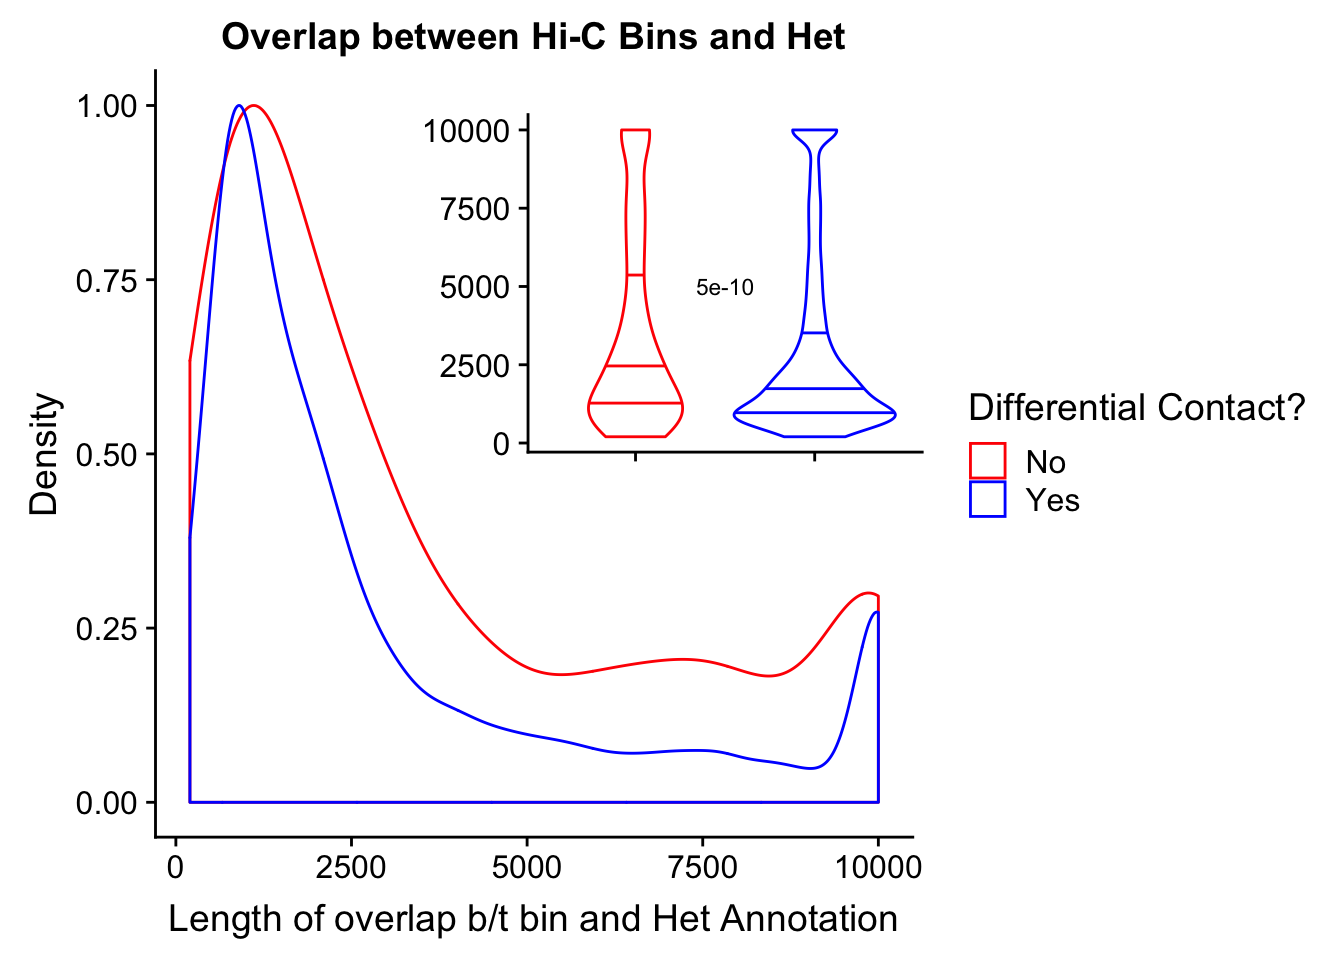 Overlap between Hi-C Bins and Het
1.00
0.75
0.50
0.25
0.00
Density
10000
7500
5000
2500
0
5e-10
Differential Contact?
No
Yes
0 2500 5000 7500 10000
Length of overlap b/t bin and Het Annotation